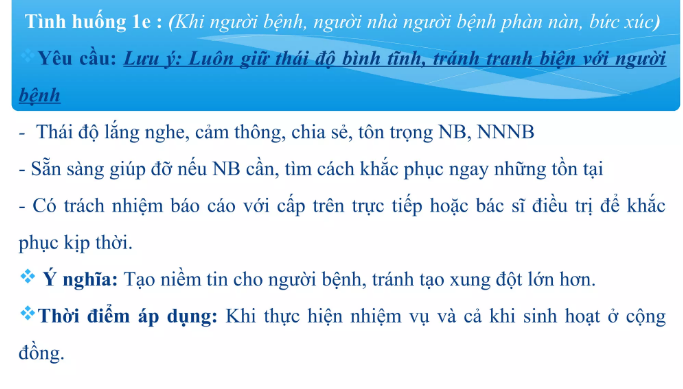 Tình huống 1e : (Khi người bệnh, người nhà người bệnh phàn nàn, bức xúc)
Yêu cầu: Lưu ý: Luôn giữ thái độ bình tĩnh, tránh tranh biện với người
bệnh
- Thái độ lắng nghe, cảm thông, chia sẻ, tôn trọng NB, NNNB
- Sẵn sàng giúp đỡ nếu NB cần, tìm cách khắc phục ngay những tồn tại
- Có trách nhiệm báo cáo với cấp trên trực tiếp hoặc bác sĩ điều trị để khắc
phục kịp thời.
❖ Ý nghĩa: Tạo niềm tin cho người bệnh, tránh tạo xung đột lớn hơn.
❖Thời điểm áp dụng: Khi thực hiện nhiệm vụ và cả khi sinh hoạt ở cộng
đồng.